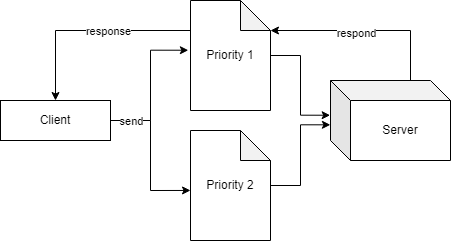 response
respond
Priority 1
Client
send
Server
Priority 2